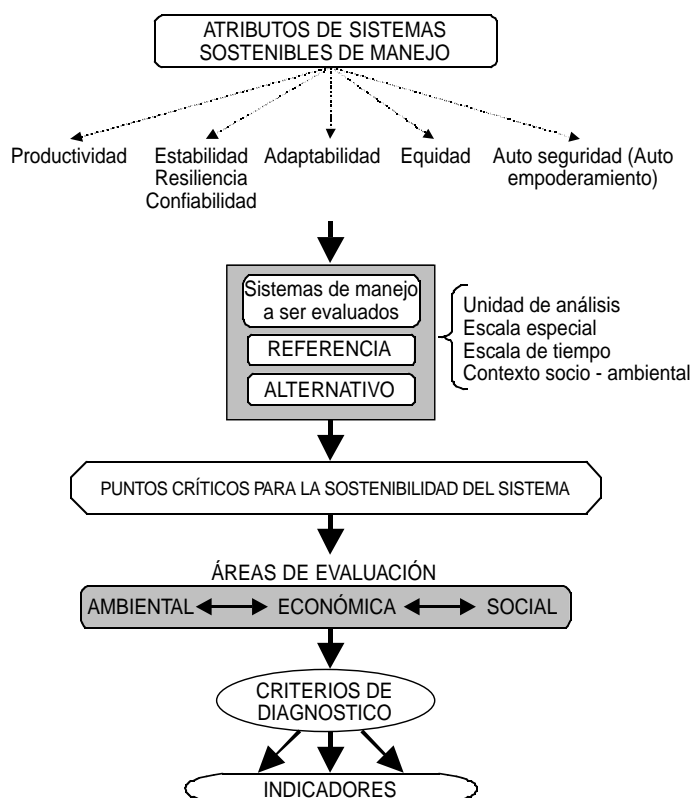 ATRIBUTOS DE SISTEMAS
SOSTENIBLES DE MANEJO
Productividad
Estabilidad
Resiliencia
Confiabilidad
Adaptabilidad
Equidad
Auto seguridad (Auto
empoderamiento)
Sistemas de manejo
a ser evaluados
REFERENCIA
ALTERNATIVO
Unidad de análisis
Escala especial
Escala de tiempo
Contexto socio - ambiental
PUNTOS CRÍTICOS PARA LA SOSTENIBILIDAD DEL SISTEMA
ÁREAS DE EVALUACIÓN
AMBIENTAL
ECONÓMICA
SOCIAL
CRITERIOS DE
DIAGNOSTICO
INDICADORES